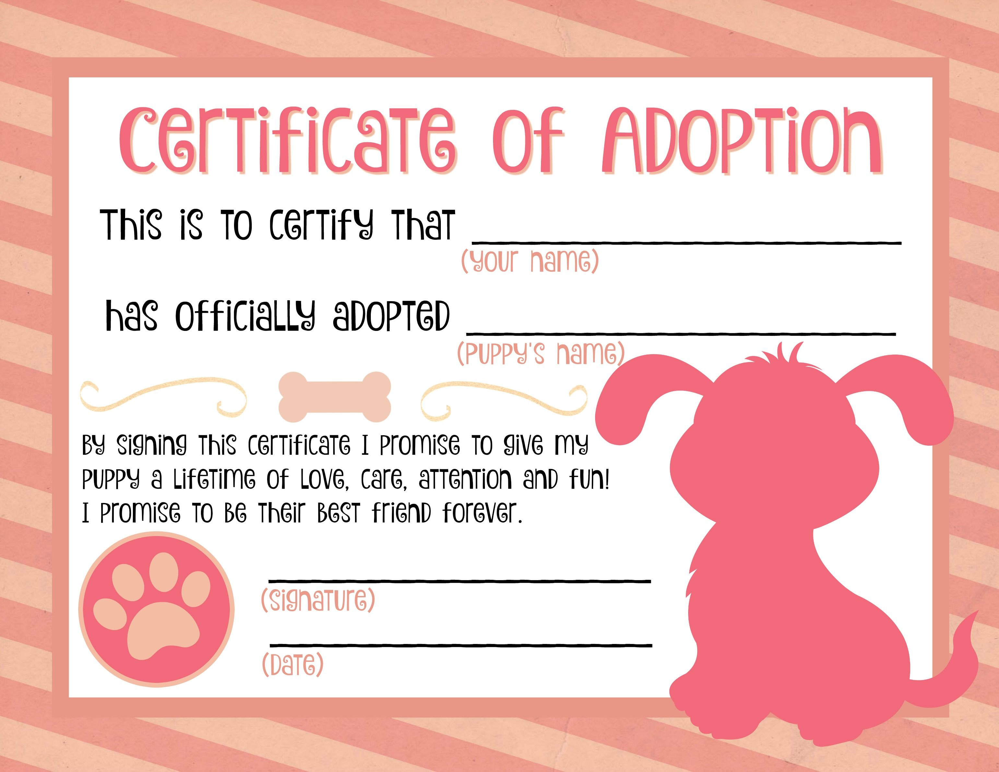 Certificate of Adoption
This is to certify that
(your name)
has officially adopted
(puppy's name)
By signing this certificate I promise to give my
puppy a lifetime of love, care, attention and fun!
I promise to be their best friend forever.
(signature)
(Date)